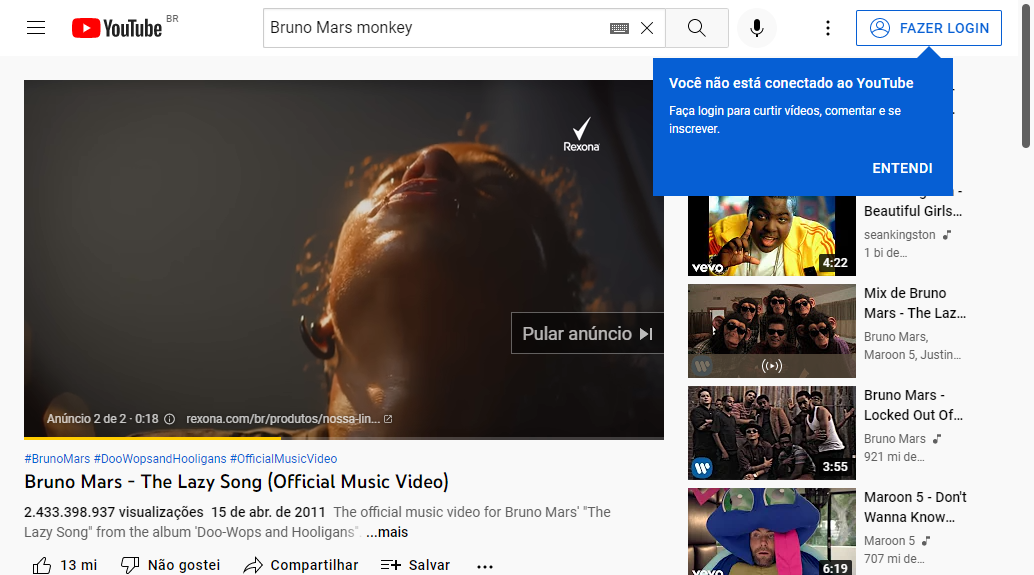 YouTube BR
Bruno Mars monkey
FAZER LOGIN
Você não está conectado ao YouTube
Faça login para curtir vídeos, comentar e se
inscrever.
ENTENDI
Rexona
Pular anúncio
Anúncio 2 de 2 · 0:18 rexona.com/br/produtos/nossa-lin...
#BrunoMars #DooWopsandHooligans #OfficialMusicVideo
Bruno Mars - The Lazy Song (Official Music Video)
2.433.398.937 visualizações 15 de abr. de 2011 The official music video for Bruno Mars' "The
Lazy Song" from the album 'Doo-Wops and Hooligans'. ...mais
13 mi Não gostei Compartilhar Salvar
Beautiful Girls...
seankingston
1 bi de...
vevo 4:22
Mix de Bruno
Mars - The Laz...
Bruno Mars,
Maroon 5, Justin...
Bruno Mars -
Locked Out Of...
Bruno Mars
921 mi de...
3:55
Maroon 5 - Don't
Wanna Know...
Maroon 5
707 mi de...
vevo 6:19